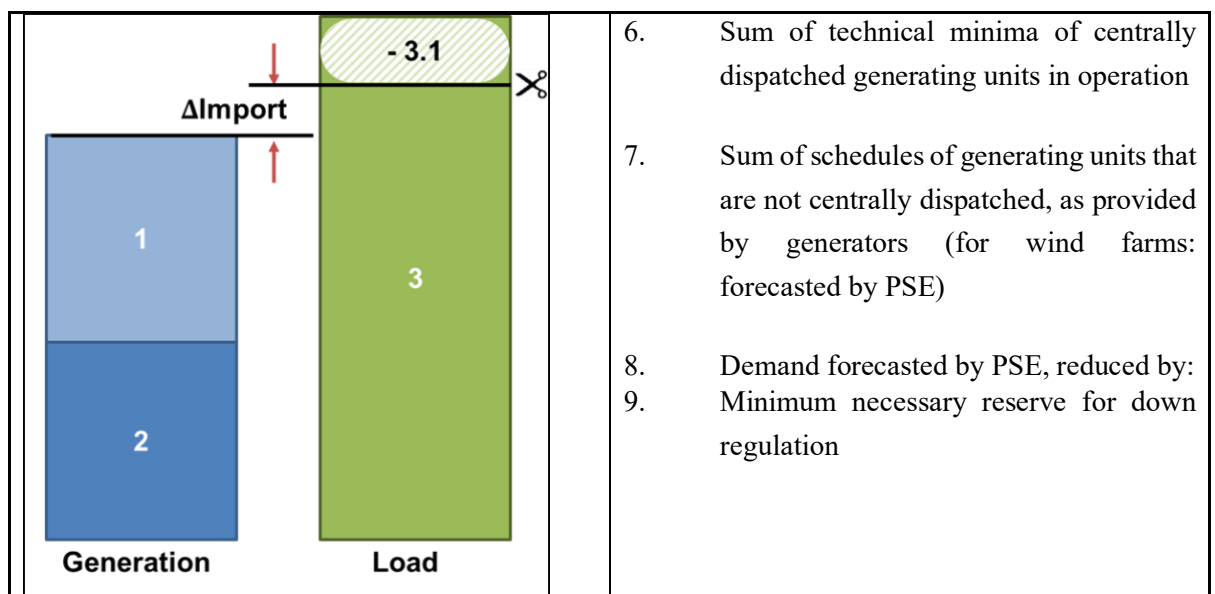 - 3.1
ΔImport
1
3
2
Generation
Load
6. Sum of technical minima of centrally
dispatched generating units in operation
7. Sum of schedules of generating units that
are not centrally dispatched, as provided
by generators (for wind farms:
forecasted by PSE)
8. Demand forecasted by PSE, reduced by:
9. Minimum necessary reserve for down
regulation